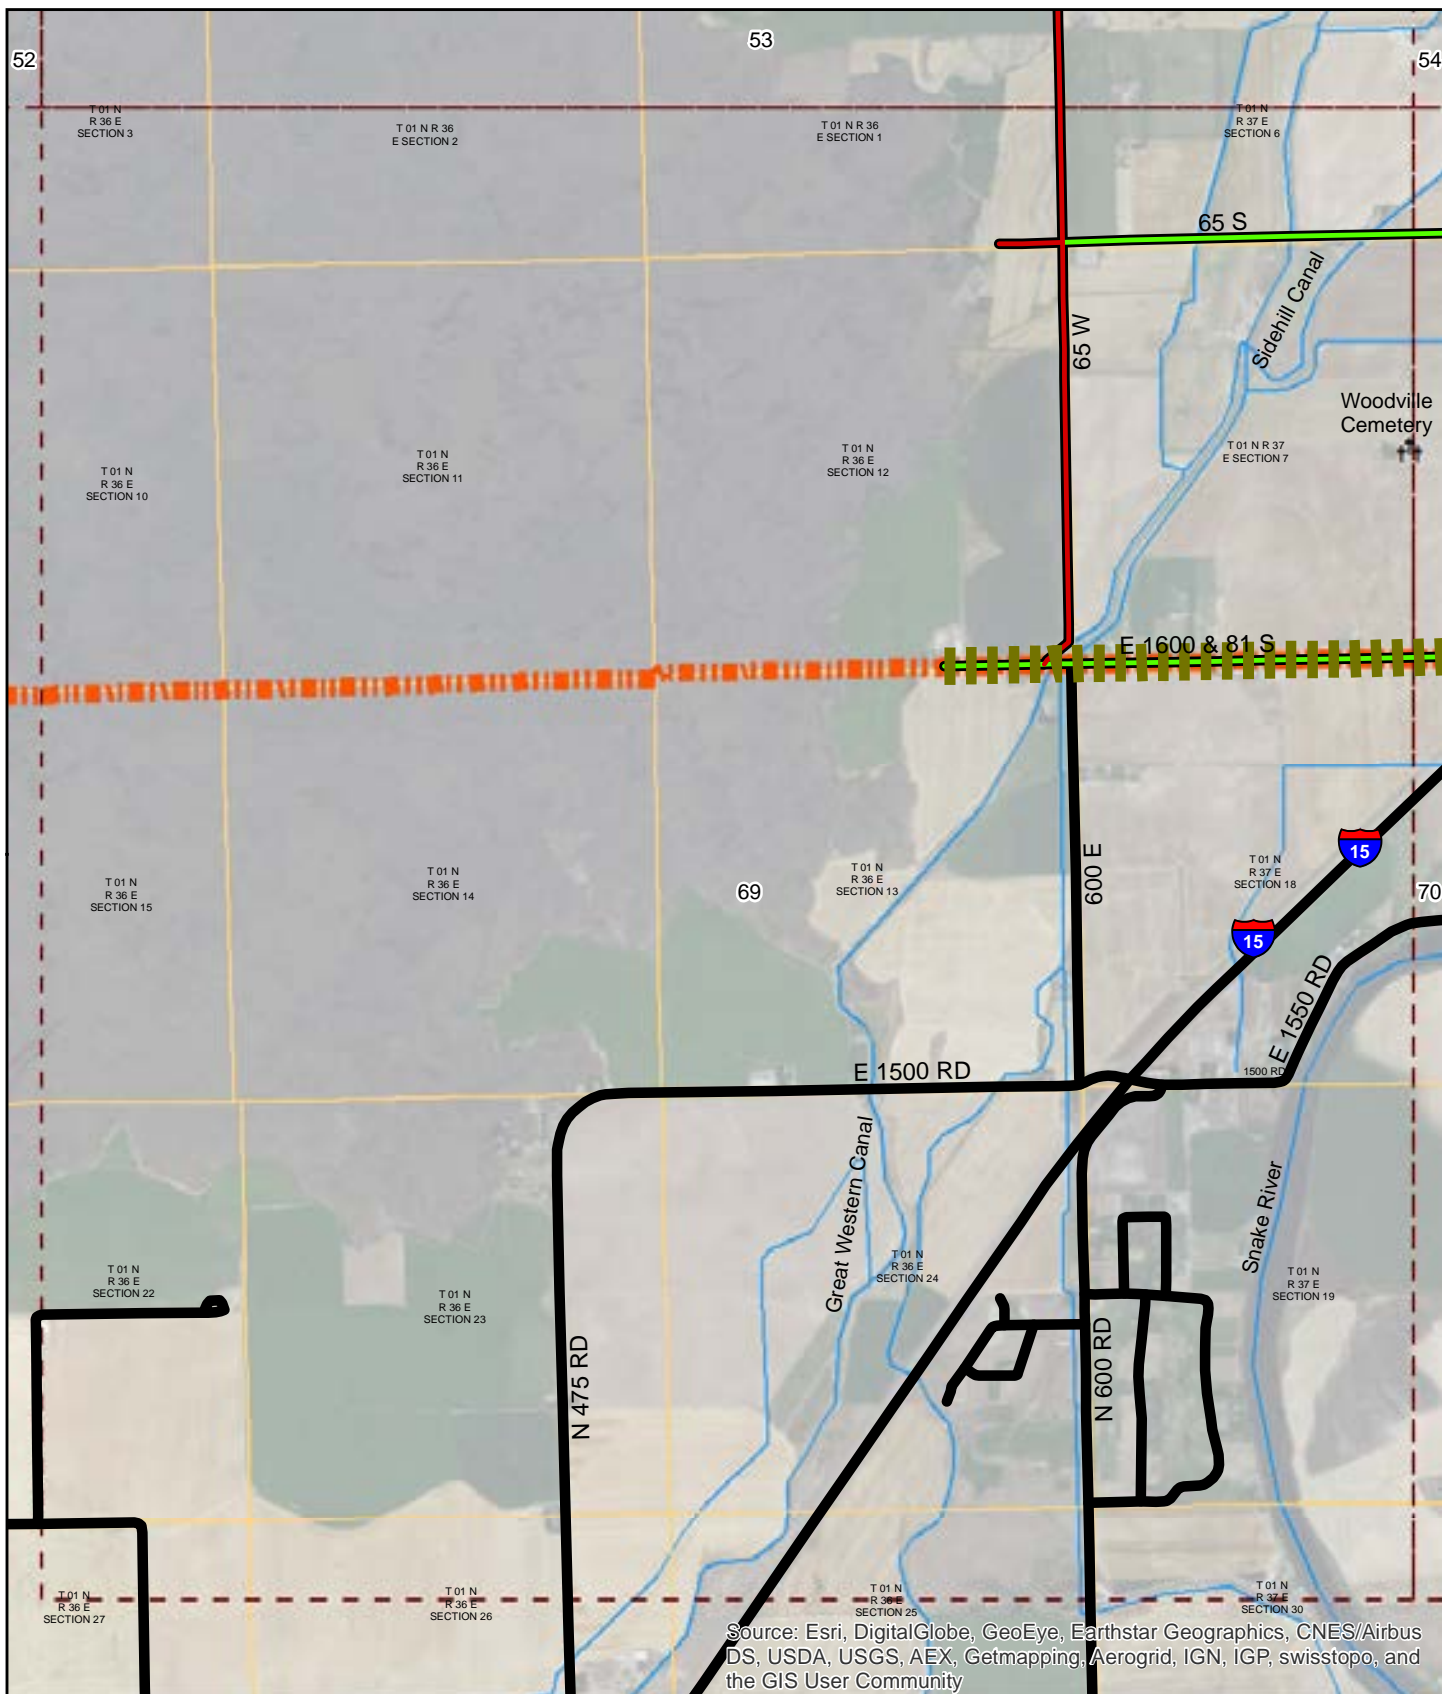 52
53
54
T 01 N
R 36 E
SECTION 3
T 01 N R 36
E SECTION 2
T 01 N R 36
E SECTION 1
T 01 N
R 37 E
SECTION 6
65 S
Sidehill Canal
65 W
Woodville
Cemetery
T 01 N
R 36 E
SECTION 10
T 01 N
R 36 E
SECTION 11
T 01 N
R 36 E
SECTION 12
T 01 N R 37
E SECTION 7
E 1600 & 81 S
15
15
T 01 N
R 36 E
SECTION 15
T 01 N
R 36 E
SECTION 14
69
T 01 N
R 36 E
SECTION 13
600 E
T 01 N
R 37 E
SECTION 18
70
E 1550 RD
E 1500 RD
1500 RD
Great Western Canal
Snake River
T 01 N
R 36 E
SECTION 22
T 01 N
R 36 E
SECTION 23
T 01 N
R 36 E
SECTION 24
T 01 N
R 37 E
SECTION 19
N 475 RD
N 600 RD
T 01 N
R 36 E
SECTION 27
T 01 N
R 36 E
SECTION 26
T 01 N
R 36 E
SECTION 25
T 01 N
R 37 E
SECTION 30
Source: Esri, DigitalGlobe, GeoEye, Earthstar Geographics, CNES/Airbus
DS, USDA, USGS, AEX, Getmapping, Aerogrid, IGN, IGP, swisstopo, and
the GIS User Community